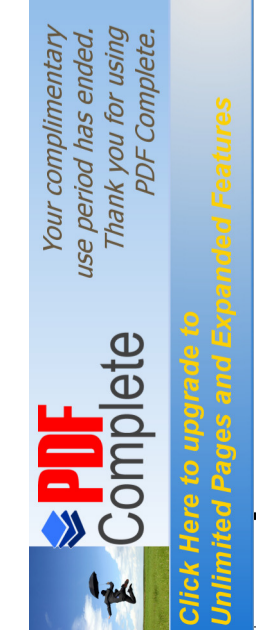 PDF
Complete
Your complimentary
use period has ended.
Thank you for using
PDF Complete.
Click Here to upgrade to
Unlimited Pages and Expanded Features